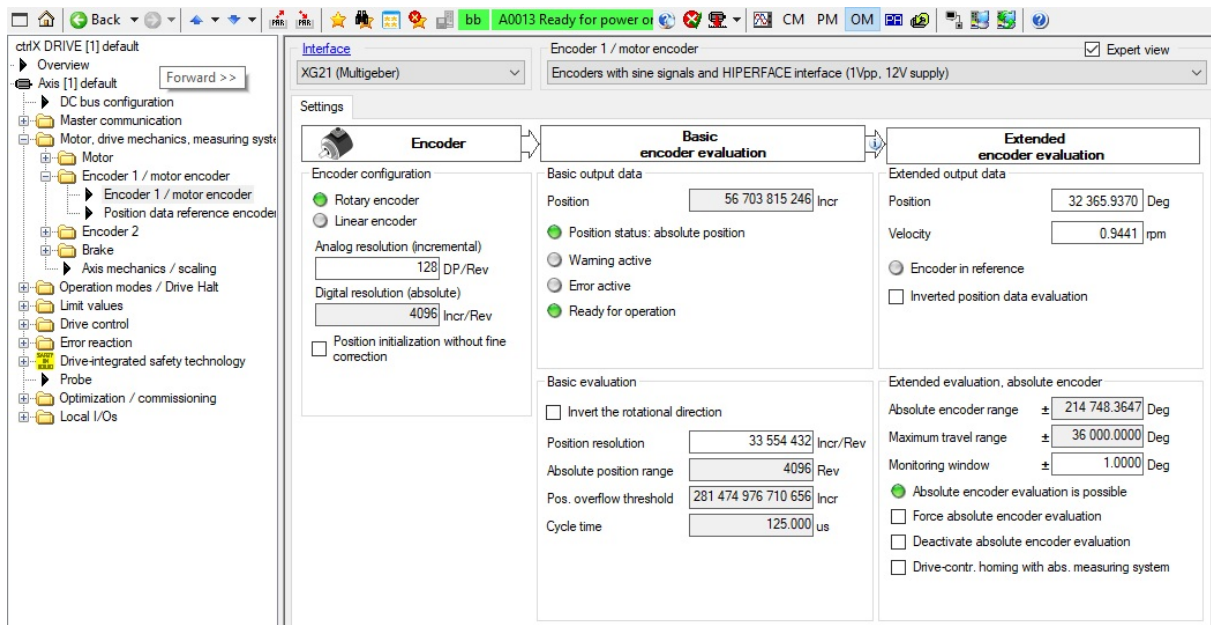 Back
bb
A0013 Ready for power or
CM
PM
OM
ctrlX DRIVE [1] default
Overview
Forward >>
Axis [1] default
DC bus configuration
Master communication
Motor, drive mechanics, measuring syste
Motor
Encoder 1 / motor encoder
Encoder 1 / motor encoder
Position data reference encoder
Encoder 2
Brake
Axis mechanics / scaling
Operation modes / Drive Halt
Limit values
Drive control
Error reaction
Drive-integrated safety technology
Probe
Optimization / commissioning
Local I/Os
Interface
XG21 (Multigeber)
Encoder 1 / motor encoder
Expert view
Encoders with sine signals and HIPERFACE interface (1Vpp, 12V supply)
Settings
Encoder
Basic
encoder evaluation
Extended
encoder evaluation
Encoder configuration
Rotary encoder
Linear encoder
Analog resolution (incremental)
128 DP/Rev
Digital resolution (absolute)
4096 Incr/Rev
Position initialization without fine
correction
Basic output data
Position 56 703 815 246 Incr
Position status: absolute position
Warning active
Error active
Ready for operation
Basic evaluation
Invert the rotational direction
Position resolution 33 554 432 Incr/Rev
Absolute position range 4096 Rev
Pos. overflow threshold 281 474 976 710 656 Incr
Cycle time 125.000 us
Extended output data
Position 32 365.9370 Deg
Velocity 0.9441 rpm
Encoder in reference
Inverted position data evaluation
Extended evaluation, absolute encoder
Absolute encoder range ± 214 748.3647 Deg
Maximum travel range ± 36 000.0000 Deg
Monitoring window ± 1.0000 Deg
Absolute encoder evaluation is possible
Force absolute encoder evaluation
Deactivate absolute encoder evaluation
Drive-contr. homing with abs. measuring system